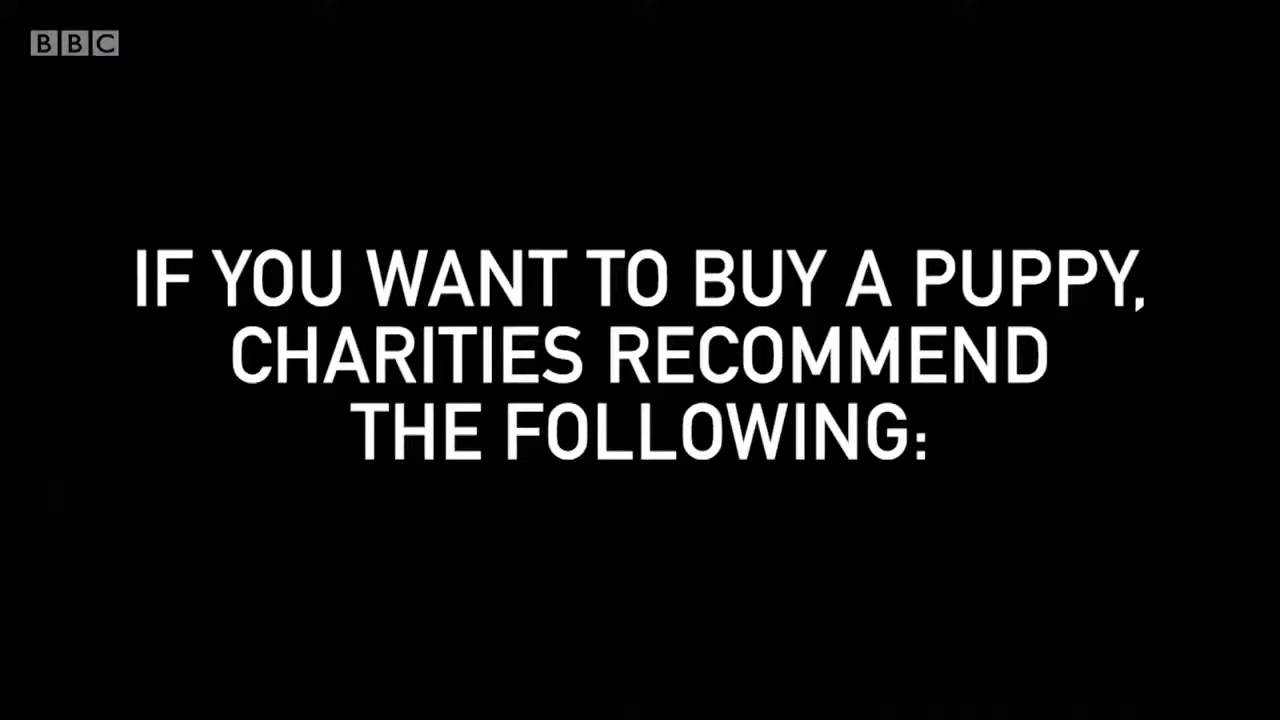 BBC
IF YOU WANT TO BUY A PUPPY,
CHARITIES RECOMMEND
THE FOLLOWING: